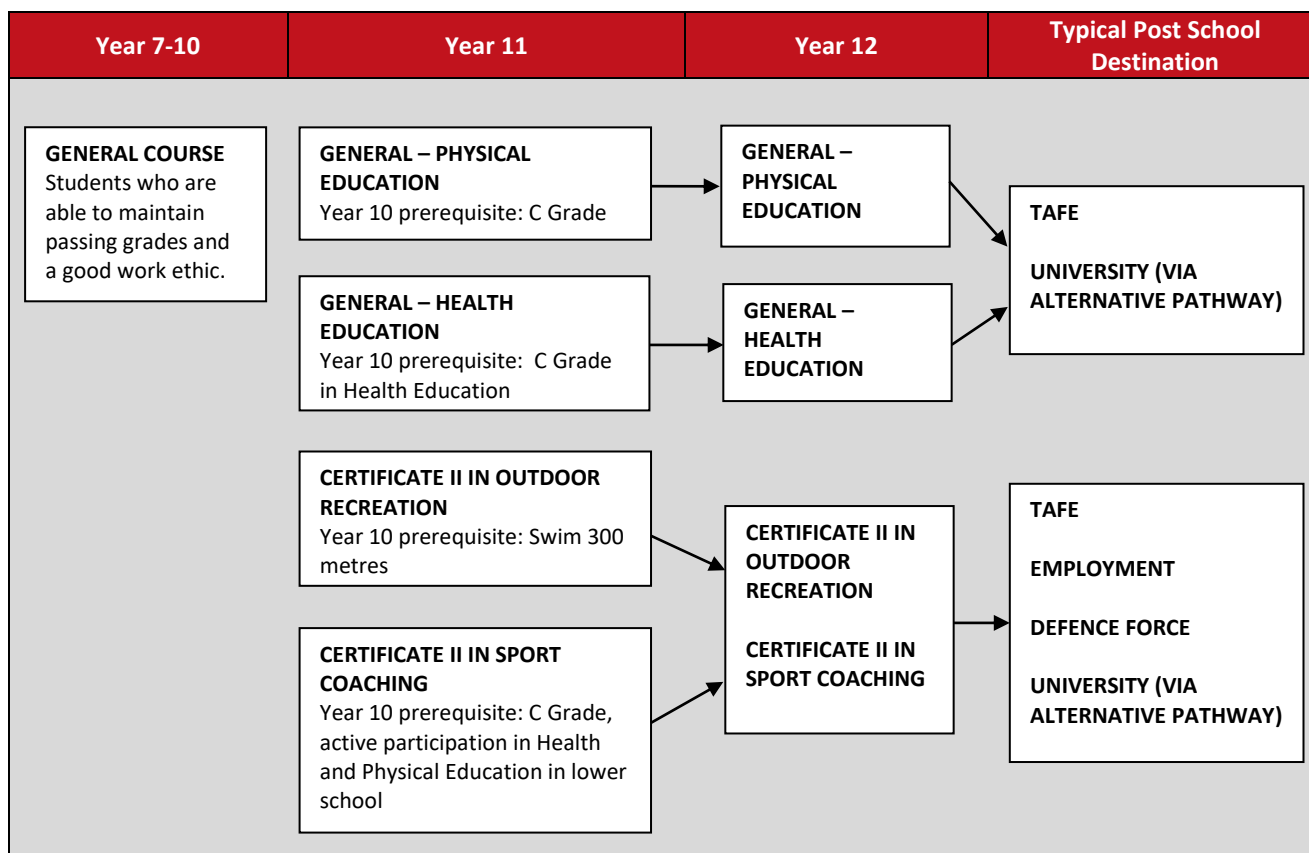 Year 7-10
Year 11
Year 12
Typical Post School
Destination
GENERAL COURSE
Students who are
able to maintain
passing grades and
a good work ethic.
GENERAL – PHYSICAL
EDUCATION
Year 10 prerequisite: C Grade
GENERAL –
PHYSICAL
EDUCATION
TAFE
UNIVERSITY (VIA
ALTERNATIVE PATHWAY)
GENERAL – HEALTH
EDUCATION
Year 10 prerequisite: C Grade
in Health Education
GENERAL –
HEALTH
EDUCATION
CERTIFICATE II IN OUTDOOR
RECREATION
Year 10 prerequisite: Swim 300
metres
CERTIFICATE II IN SPORT
COACHING
Year 10 prerequisite: C Grade,
active participation in Health
and Physical Education in lower
school
CERTIFICATE II IN
OUTDOOR
RECREATION
CERTIFICATE II IN
SPORT COACHING
TAFE
EMPLOYMENT
DEFENCE FORCE
UNIVERSITY (VIA
ALTERNATIVE PATHWAY)